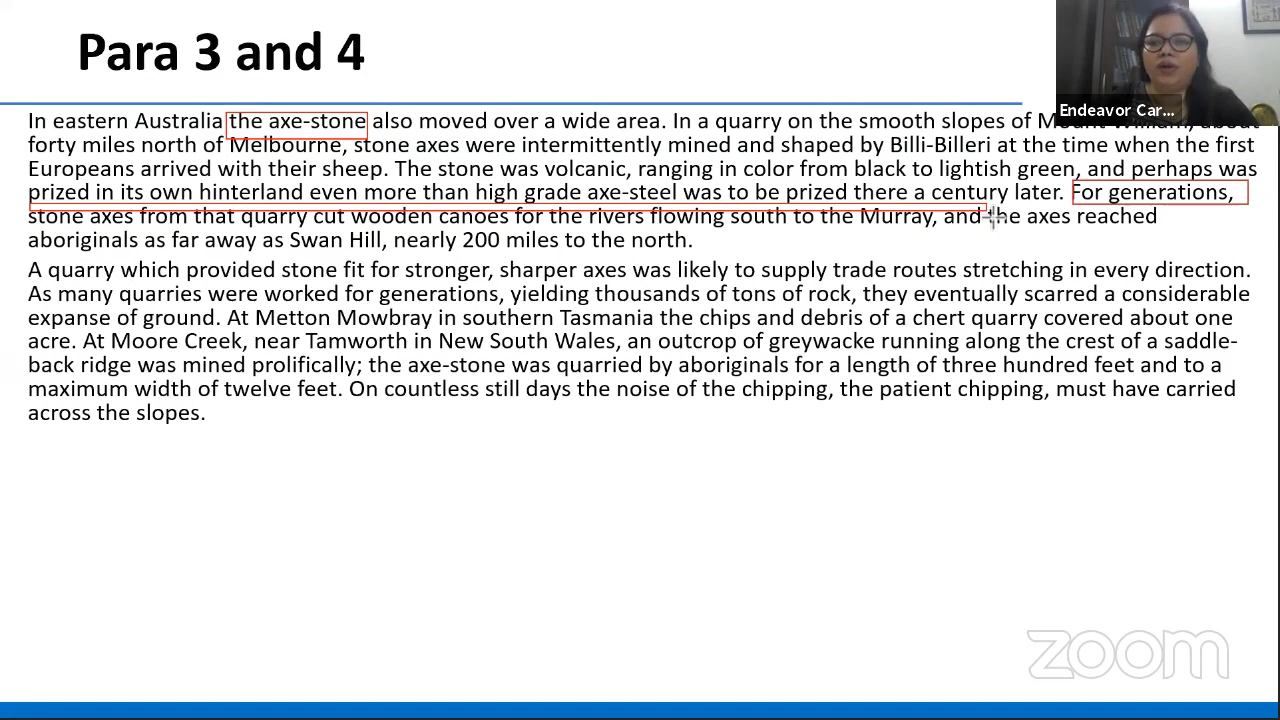 Para 3 and 4
Endeavor Car...
In eastern Australia the axe-stone also moved over a wide area. In a quarry on the smooth slopes of Mount William, about
forty miles north of Melbourne, stone axes were intermittently mined and shaped by Billi-Billeri at the time when the first
Europeans arrived with their sheep. The stone was volcanic, ranging in color from black to lightish green, and perhaps was
prized in its own hinterland even more than high grade axe-steel was to be prized there a century later. For generations,
stone axes from that quarry cut wooden canoes for the rivers flowing south to the Murray, and the axes reached
aboriginals as far away as Swan Hill, nearly 200 miles to the north.
A quarry which provided stone fit for stronger, sharper axes was likely to supply trade routes stretching in every direction.
As many quarries were worked for generations, yielding thousands of tons of rock, they eventually scarred a considerable
expanse of ground. At Metton Mowbray in southern Tasmania the chips and debris of a chert quarry covered about one
acre. At Moore Creek, near Tamworth in New South Wales, an outcrop of greywacke running along the crest of a saddle-
back ridge was mined prolifically; the axe-stone was quarried by aboriginals for a length of three hundred feet and to a
maximum width of twelve feet. On countless still days the noise of the chipping, the patient chipping, must have carried
across the slopes.
zoom